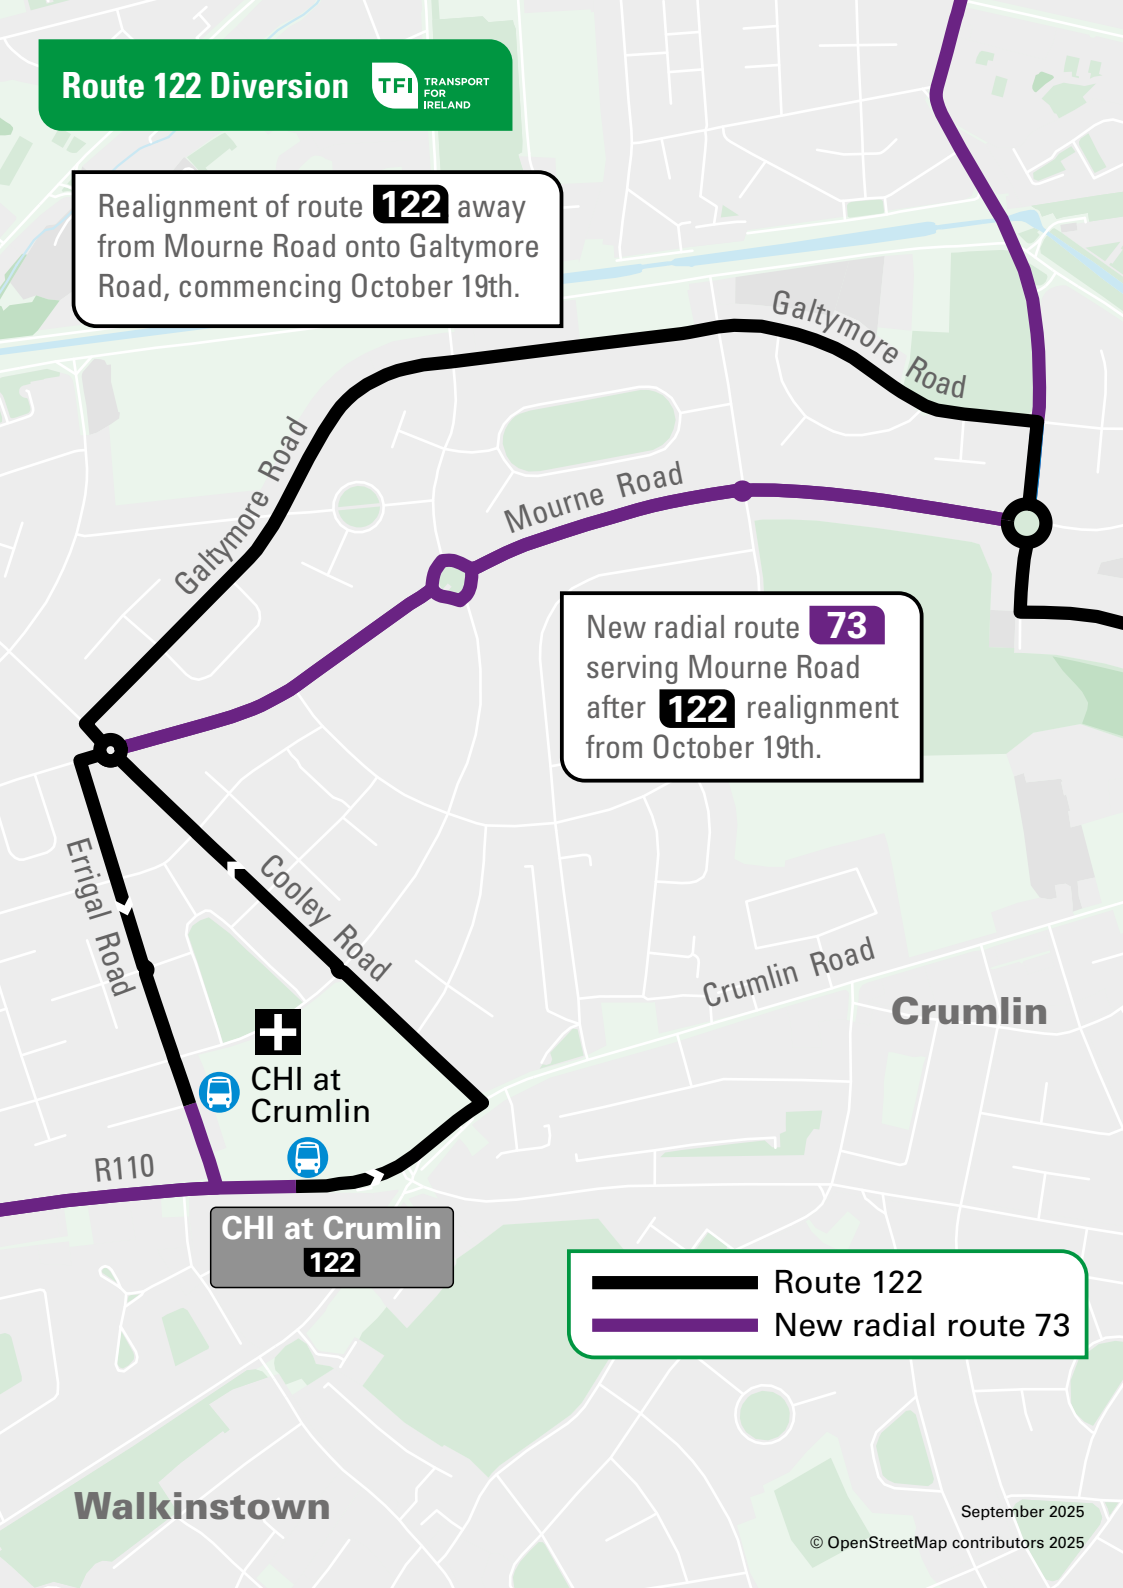 Route 122 Diversion
TFI
TRANSPORT
FOR
IRELAND
Realignment of route 122 away
from Mourne Road onto Galtymore
Road, commencing October 19th.
Galtymore Road
Galtymore Road
Mourne Road
New radial route 73
serving Mourne Road
after 122 realignment
from October 19th.
Errigal Road
Cooley Road
Crumlin Road
Crumlin
CHI at
Crumlin
R110
CHI at Crumlin
122
Route 122
New radial route 73
Walkinstown
September 2025
© OpenStreetMap contributors 2025